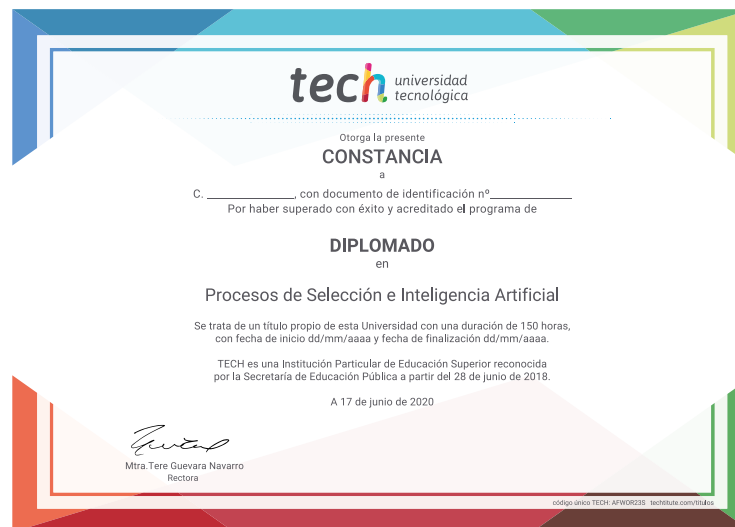 tech universidad
tecnológica
Otorga la presente
CONSTANCIA
a
C. ________________, con documento de identificación nº______________
Por haber superado con éxito y acreditado el programa de
DIPLOMADO
en
Procesos de Selección e Inteligencia Artificial
Se trata de un título propio de esta Universidad con una duración de 150 horas,
con fecha de inicio dd/mm/aaaa y fecha de finalización dd/mm/aaaa.
TECH es una Institución Particular de Educación Superior reconocida
por la Secretaría de Educación Pública a partir del 28 de junio de 2018.
A 17 de junio de 2020
Mtra.Tere Guevara Navarro
Rectora
código único TECH: AFWOR235 techtitute.com/titulos